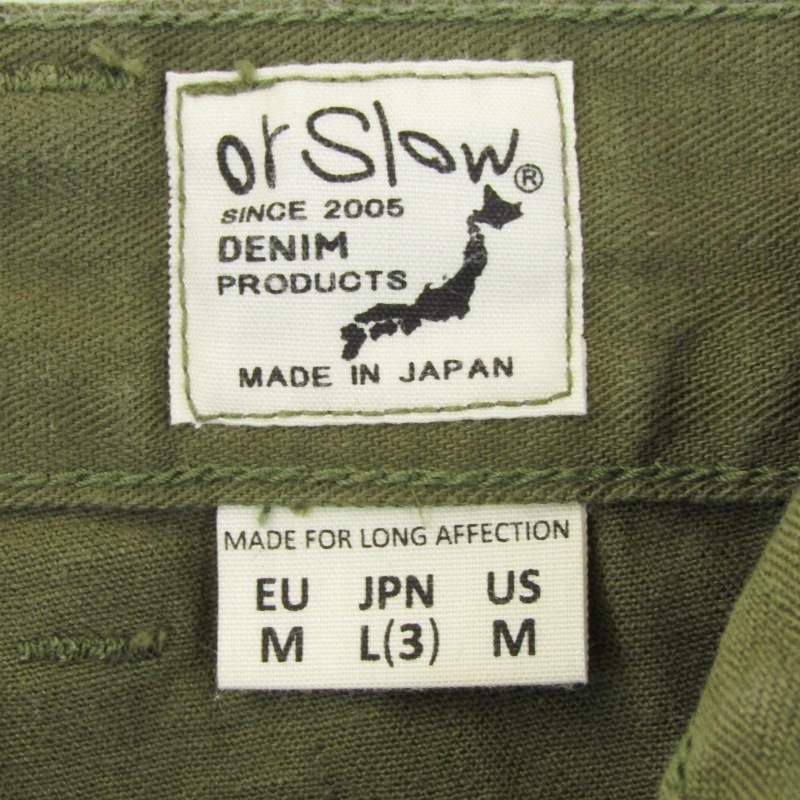 orSlow®
SINCE 2005
DENIM
PRODUCTS
MADE IN JAPAN
MADE FOR LONG AFFECTION
EU JPN US
M L(3) M